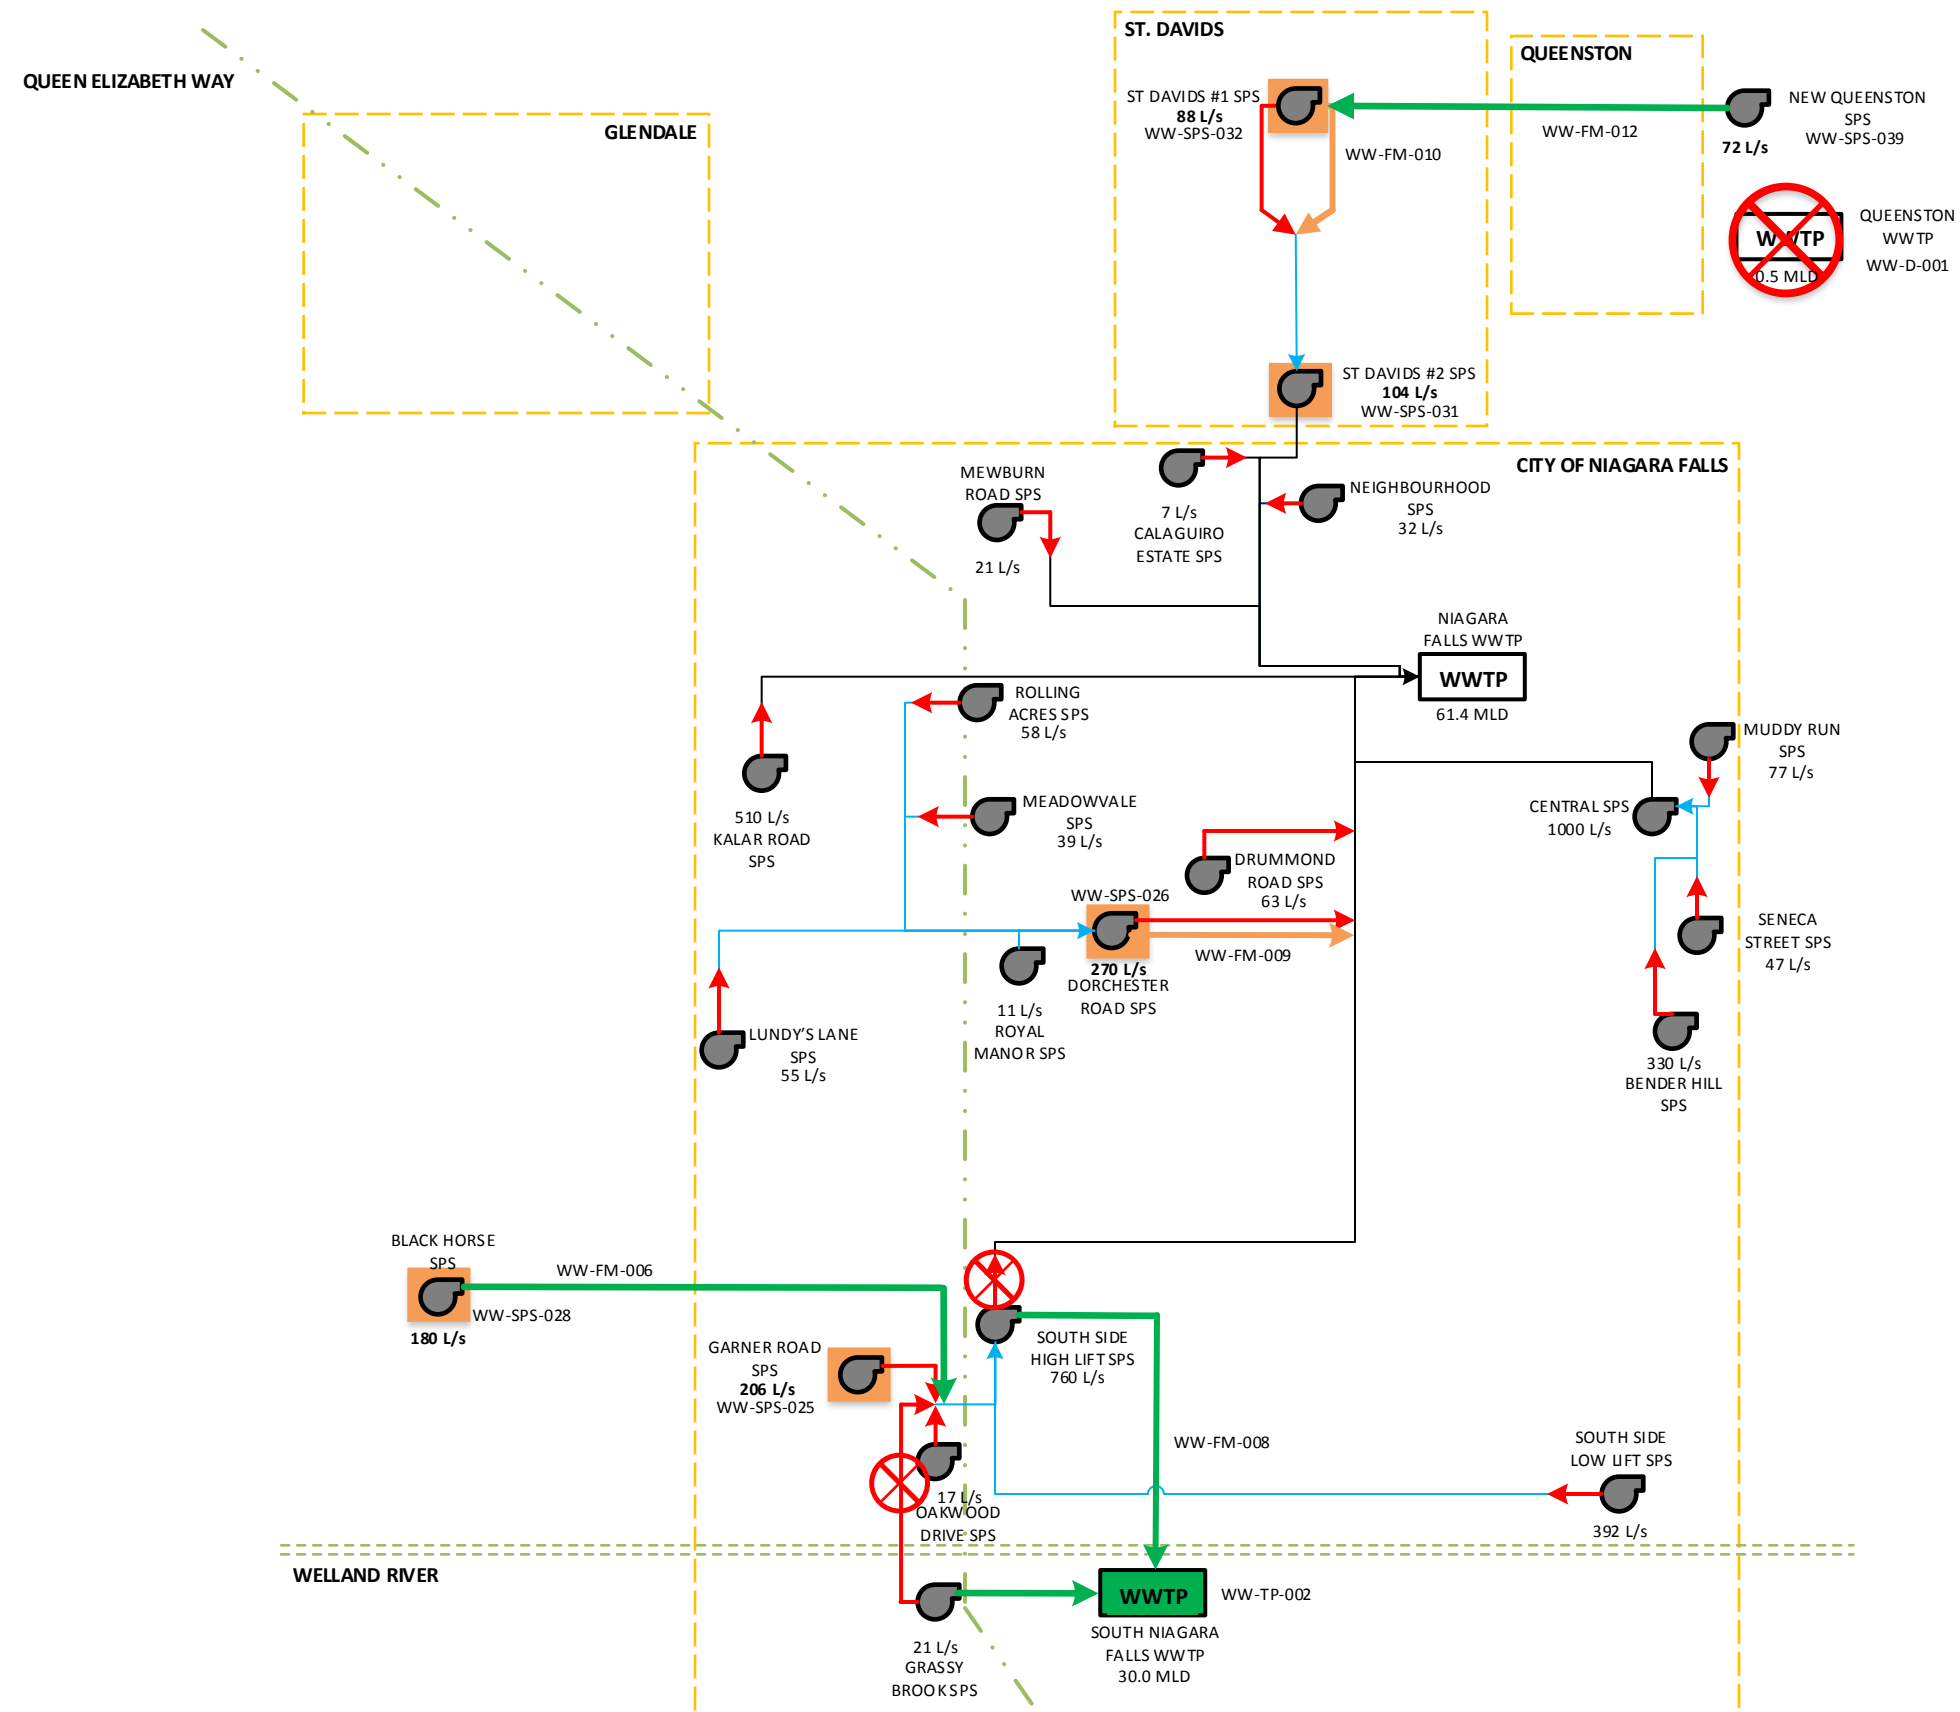 ST. DAVIDS
QUEENSTON
QUEEN ELIZABETH WAY
GLENDALE
ST DAVIDS #1 SPS
88 L/s
WW-SPS-032
WW-FM-010
WW-FM-012
NEW QUEENSTON
SPS
WW-SPS-039
72 L/s
QUEENSTON
WWTP
WW-D-001
WWTP
0.5 MLD
ST DAVIDS #2 SPS
104 L/s
WW-SPS-031
CITY OF NIAGARA FALLS
MEWBURN
ROAD SPS
21 L/s
7 L/s
CALAGUIRO
ESTATE SPS
NEIGHBOURHOOD
SPS
32 L/s
NIAGARA
FALLS WWTP
WWTP
61.4 MLD
ROLLING
ACRES SPS
58 L/s
MUDDY RUN
SPS
77 L/s
510 L/s
KALAR ROAD
SPS
MEADOWVALE
SPS
39 L/s
CENTRAL SPS
1000 L/s
DRUMMOND
ROAD SPS
63 L/s
WW-SPS-026
WW-FM-009
270 L/s
DORCHESTER
ROAD SPS
SENECA
STREET SPS
47 L/s
11 L/s
ROYAL
MANOR SPS
LUNDY'S LANE
SPS
55 L/s
330 L/s
BENDER HILL
SPS
BLACK HORSE
SPS
WW-FM-006
WW-SPS-028
180 L/s
GARNER ROAD
SPS
206 L/s
WW-SPS-025
SOUTH SIDE
HIGH LIFT SPS
760 L/s
WW-FM-008
SOUTH SIDE
LOW LIFT SPS
392 L/s
17 L/s
OAKWOOD
DRIVE SPS
WELLAND RIVER
WWTP
WW-TP-002
SOUTH NIAGARA
FALLS WWTP
30.0 MLD
21 L/s
GRASSY
BROOK SPS